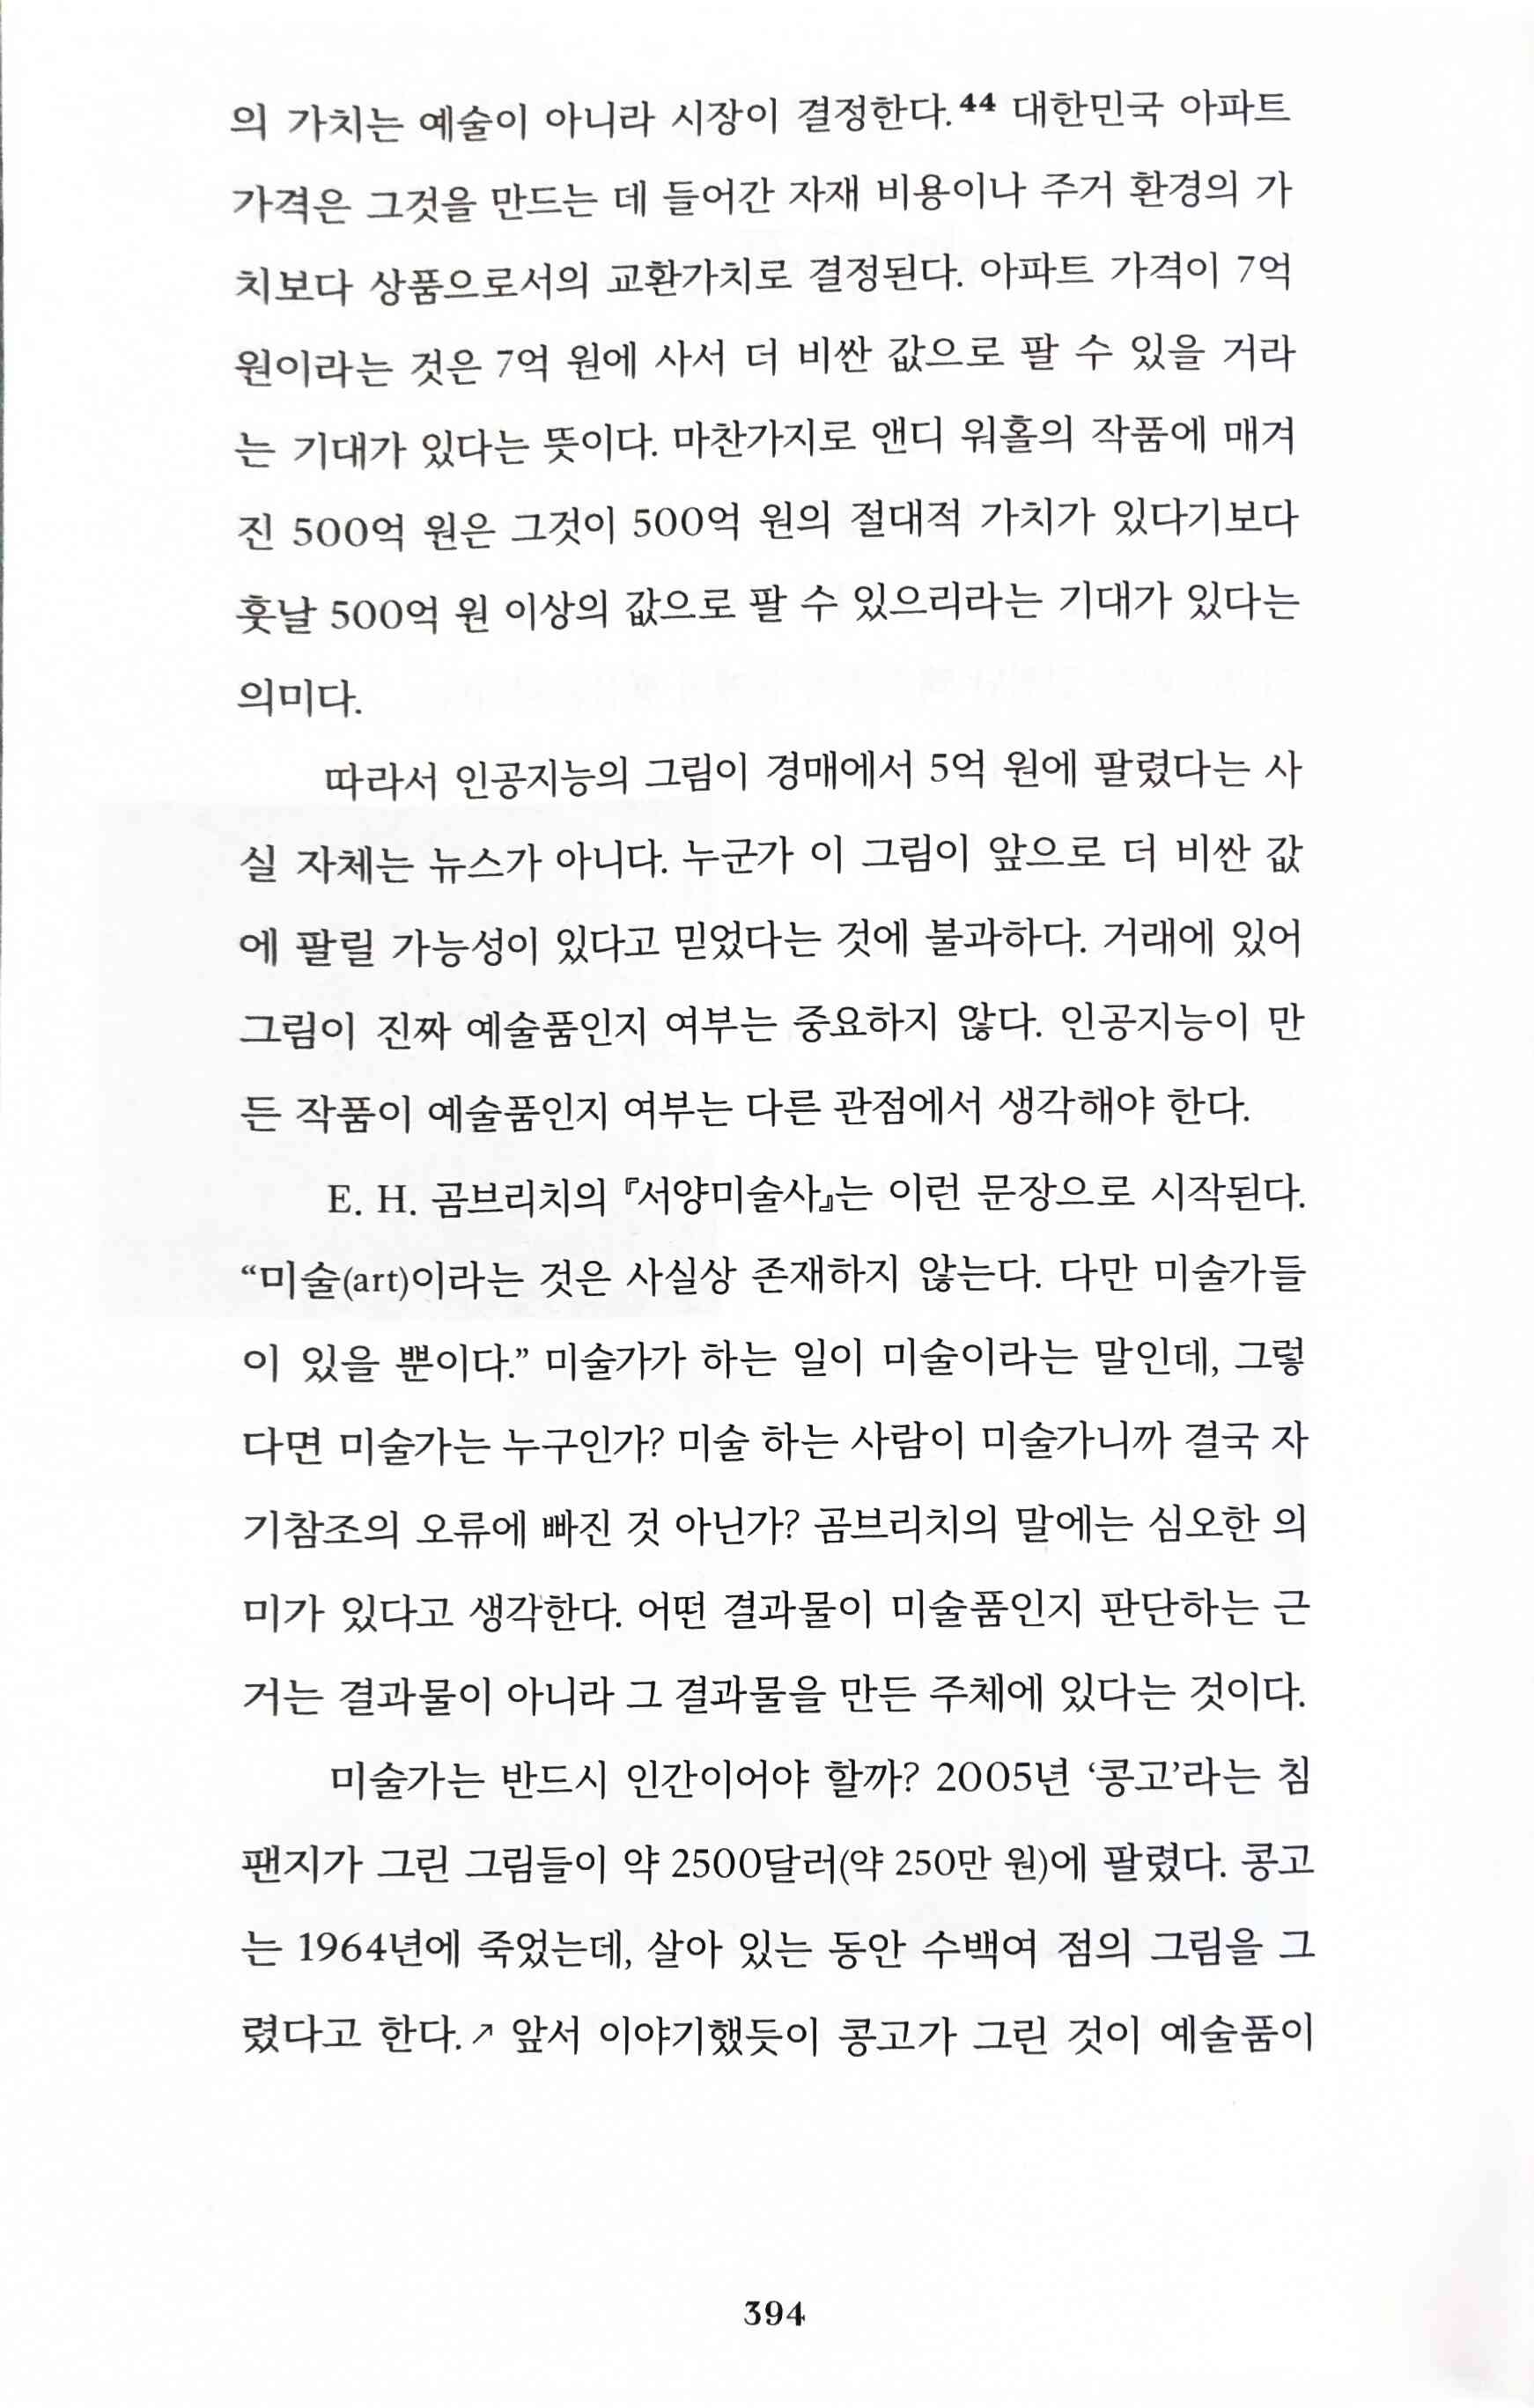 의 가치는 예술이 아니라 시장이 결정한다.44 대한민국 아파트
가격은 그것을 만드는 데 들어간 자재 비용이나 주거 환경의 가
치보다 상품으로서의 교환가치로 결정된다. 아파트 가격이 7억
원이라는 것은 7억 원에 사서 더 비싼 값으로 팔 수 있을 거라
는 기대가 있다는 뜻이다. 마찬가지로 앤디 워홀의 작품에 매겨
진 500억 원은 그것이 500억 원의 절대적 가치가 있다기보다
훗날 500억 원 이상의 값으로 팔 수 있으리라는 기대가 있다는
의미다.
따라서 인공지능의 그림이 경매에서 5억 원에 팔렸다는 사
실 자체는 뉴스가 아니다. 누군가 이 그림이 앞으로 더 비싼 값
에 팔릴 가능성이 있다고 믿었다는 것에 불과하다. 거래에 있어
그림이 진짜 예술품인지 여부는 중요하지 않다. 인공지능이 만
든 작품이 예술품인지 여부는 다른 관점에서 생각해야 한다.
E. H. 곰브리치의 『서양미술사』는 이런 문장으로 시작된다.
“미술(art)이라는 것은 사실상 존재하지 않는다. 다만 미술가들
이 있을 뿐이다.” 미술가가 하는 일이 미술이라는 말인데, 그렇
다면 미술가는 누구인가? 미술 하는 사람이 미술가니까 결국 자
기참조의 오류에 빠진 것 아닌가? 곰브리치의 말에는 심오한 의
미가 있다고 생각한다. 어떤 결과물이 미술품인지 판단하는 근
거는 결과물이 아니라 그 결과물을 만든 주체에 있다는 것이다.
미술가는 반드시 인간이어야 할까? 2005년 ‘콩고’라는 침
팬지가 그린 그림들이 약 2500달러(약 250만 원)에 팔렸다. 콩고
는 1964년에 죽었는데, 살아 있는 동안 수백여 점의 그림을 그
렸다고 한다.↗ 앞서 이야기했듯이 콩고가 그린 것이 예술품이
394